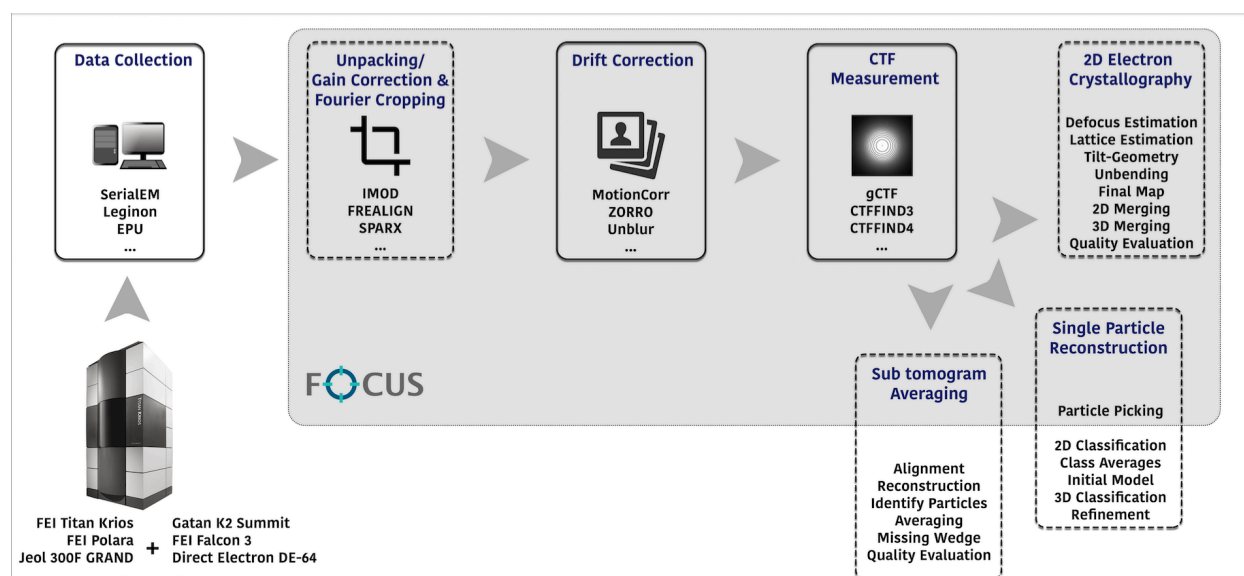 Data Collection
SerialEM
Leginon
EPU
...
Unpacking/
Gain Correction &
Fourier Cropping
IMOD
FREALIGN
SPARX
...
Drift Correction
MotionCorr
ZORRO
Unblur
...
CTF
Measurement
gCTF
CTFFIND3
CTFFIND4
...
2D Electron
Crystallography
Defocus Estimation
Lattice Estimation
Tilt-Geometry
Unbending
Final Map
2D Merging
3D Merging
Quality Evaluation
Single Particle
Reconstruction
Particle Picking
2D Classification
Class Averages
Initial Model
3D Classification
Refinement
Sub tomogram
Averaging
Alignment
Reconstruction
Identify Particles
Averaging
Missing Wedge
Quality Evaluation
FOCUS
TITAN KRIOS
FEI Titan Krios
FEI Polara
Jeol 300F GRAND
+
Gatan K2 Summit
FEI Falcon 3
Direct Electron DE-64